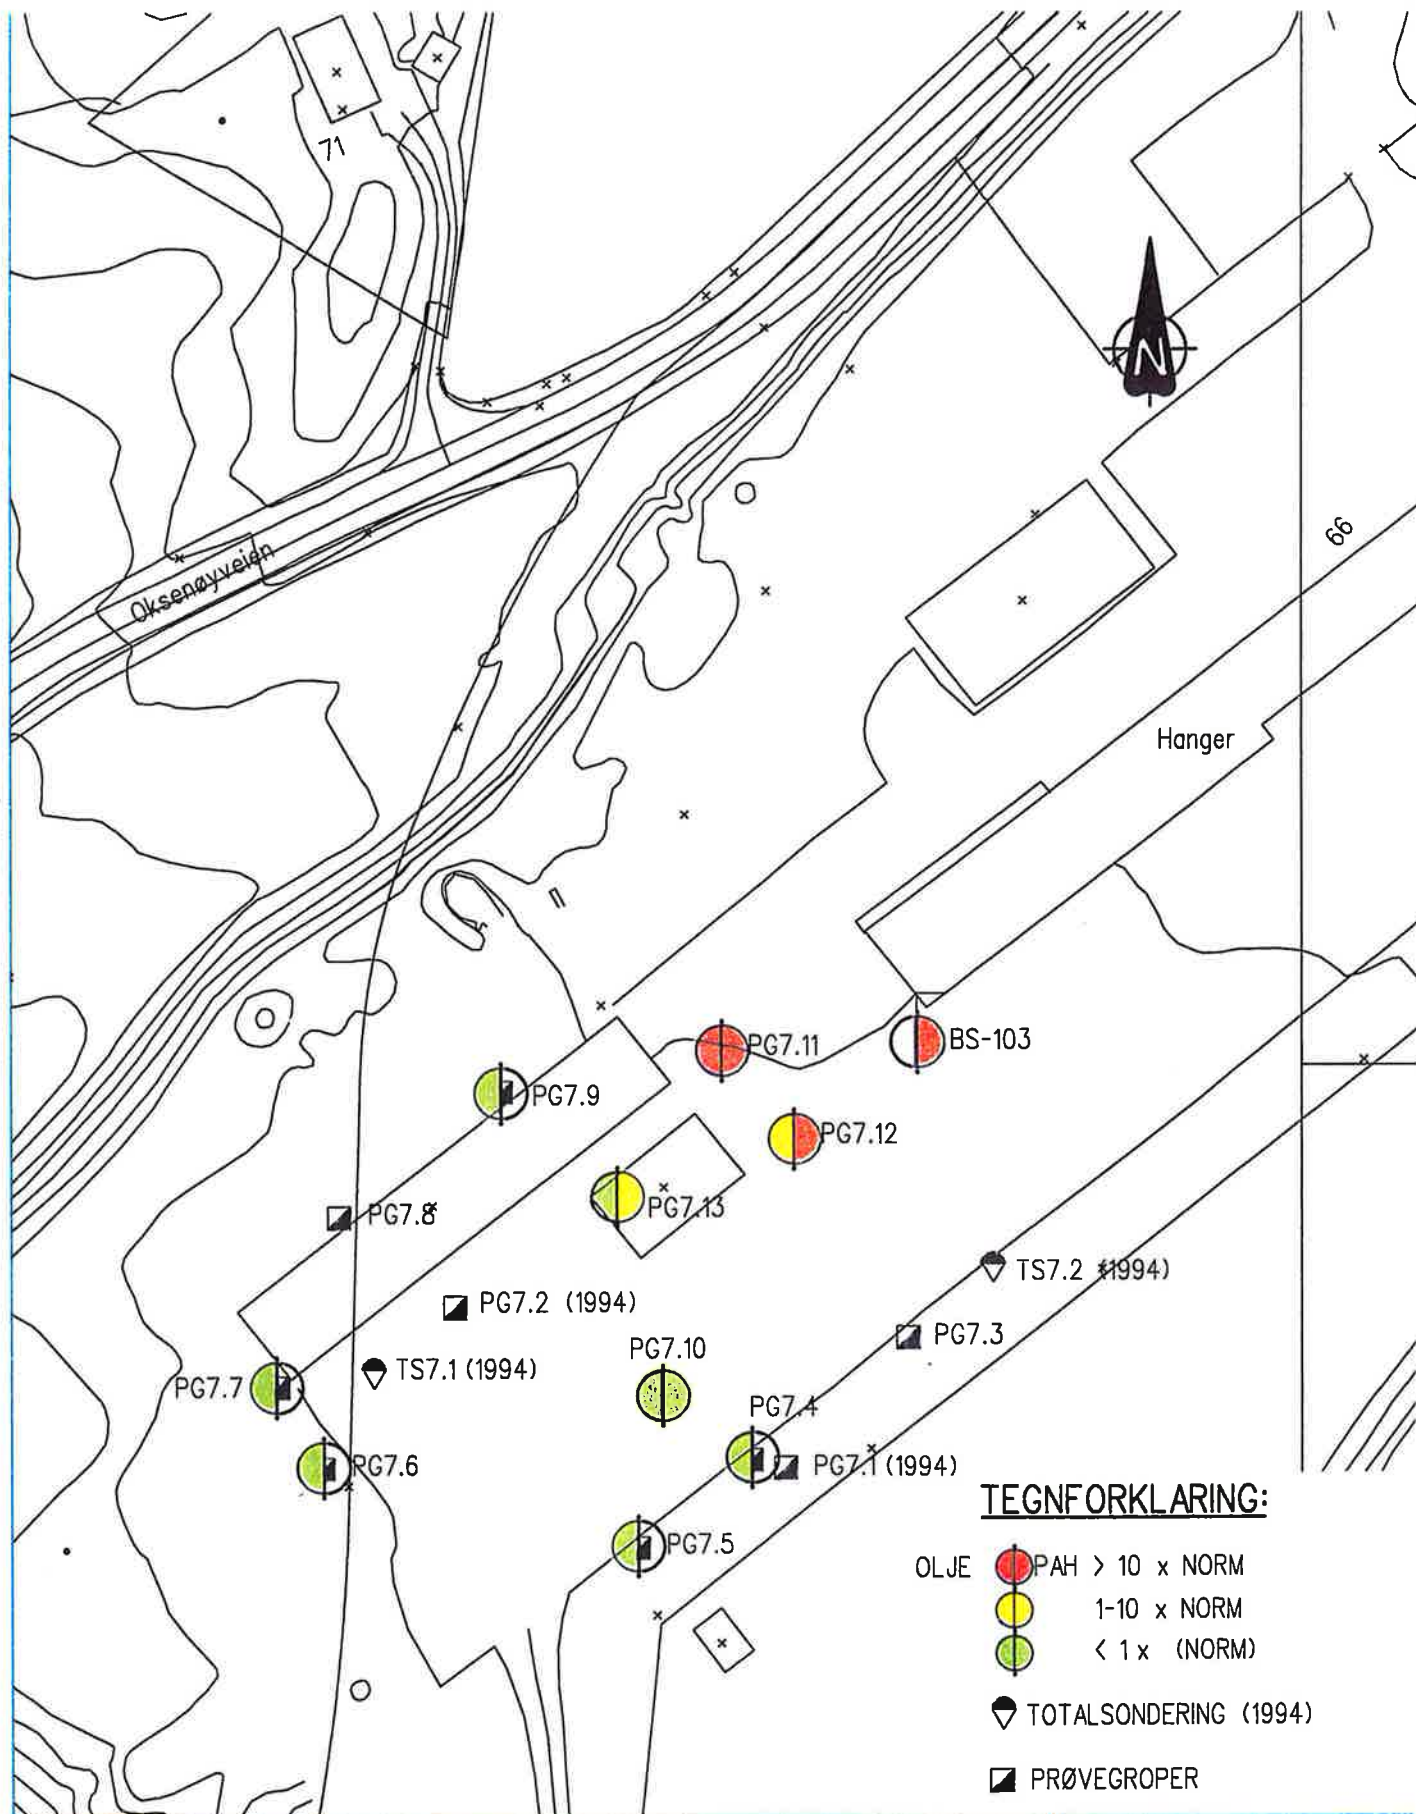 71
N
Oksenøyveien
66
Hanger
PG7.11
BS-103
PG7.9
PG7.12
PG7.13
PG7.8
TS7.2 (1994)
PG7.2 (1994)
PG7.3
PG7.10
TS7.1 (1994)
PG7.7
PG7.4
PG7.6
PG7.1 (1994)
PG7.5
TEGNFORKLARING:
OLJE PAH > 10 x NORM
1-10 x NORM
< 1 x (NORM)
TOTALSONDERING (1994)
PRØVEGROPER